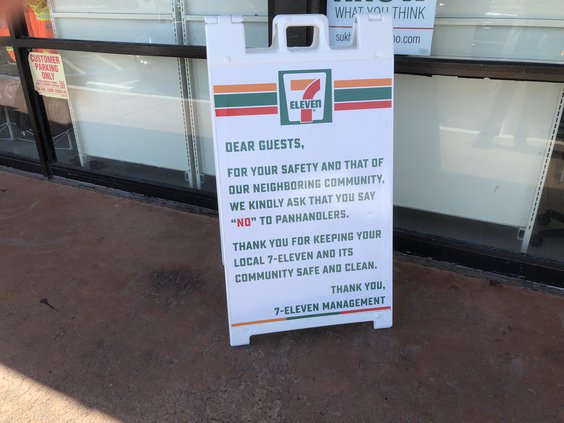 WHAT YOU THINK
CUSTOMER
PARKING
ONLY
7
ELEVEN
DEAR GUESTS,
FOR YOUR SAFETY AND THAT OF
OUR NEIGHBORING COMMUNITY,
WE KINDLY ASK THAT YOU SAY
“NO” TO PANHANDLERS.
THANK YOU FOR KEEPING YOUR
LOCAL 7-ELEVEN AND ITS
COMMUNITY SAFE AND CLEAN.
THANK YOU,
7-ELEVEN MANAGEMENT